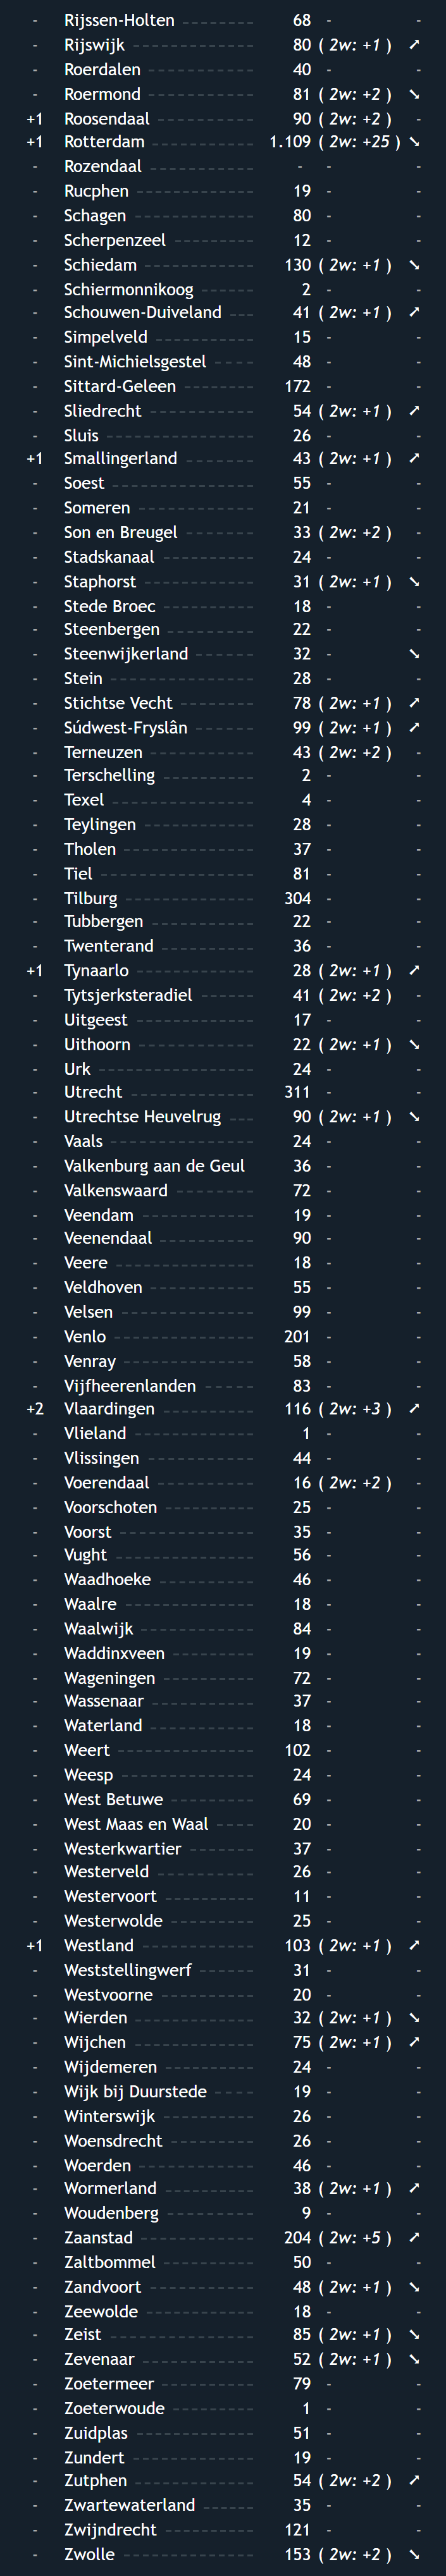 - Rijssen-Holten 68 - -
- Rijswijk 80 ( 2w: +1 ) ➚
- Roerdalen 40 - -
- Roermond 81 ( 2w: +2 ) ➘
+1 Roosendaal 90 ( 2w: +2 ) -
+1 Rotterdam 1.109 ( 2w: +25 ) ➘
- Rozendaal - - -
- Rucphen 19 - -
- Schagen 80 - -
- Scherpenzeel 12 - -
- Schiedam 130 ( 2w: +1 ) ➘
- Schiermonnikoog 2 - -
- Schouwen-Duiveland 41 ( 2w: +1 ) ➚
- Simpelveld 15 - -
- Sint-Michielsgestel 48 - -
- Sittard-Geleen 172 - -
- Sliedrecht 54 ( 2w: +1 ) ➚
- Sluis 26 - -
+1 Smallingerland 43 ( 2w: +1 ) ➚
- Soest 55 - -
- Someren 21 - -
- Son en Breugel 33 ( 2w: +2 ) -
- Stadskanaal 24 - -
- Staphorst 31 ( 2w: +1 ) ➘
- Stede Broec 18 - -
- Steenbergen 22 - -
- Steenwijkerland 32 - ➘
- Stein 28 - -
- Stichtse Vecht 78 ( 2w: +1 ) ➚
- Súdwest-Fryslân 99 ( 2w: +1 ) ➚
- Terneuzen 43 ( 2w: +2 ) -
- Terschelling 2 - -
- Texel 4 - -
- Teylingen 28 - -
- Tholen 37 - -
- Tiel 81 - -
- Tilburg 304 - -
- Tubbergen 22 - -
- Twenterand 36 - -
+1 Tynaarlo 28 ( 2w: +1 ) ➚
- Tytsjerksteradiel 41 ( 2w: +2 ) -
- Uitgeest 17 - -
- Uithoorn 22 ( 2w: +1 ) ➘
- Urk 24 - -
- Utrecht 311 - -
- Utrechtse Heuvelrug 90 ( 2w: +1 ) ➘
- Vaals 24 - -
- Valkenburg aan de Geul 36 - -
- Valkenswaard 72 - -
- Veendam 19 - -
- Veenendaal 90 - -
- Veere 18 - -
- Veldhoven 55 - -
- Velsen 99 - -
- Venlo 201 - -
- Venray 58 - -
- Vijfheerenlanden 83 - -
+2 Vlaardingen 116 ( 2w: +3 ) ➚
- Vlieland 1 - -
- Vlissingen 44 - -
- Voerendaal 16 ( 2w: +2 ) -
- Voorschoten 25 - -
- Voorst 35 - -
- Vught 56 - -
- Waadhoeke 46 - -
- Waalre 18 - -
- Waalwijk 84 - -
- Waddinxveen 19 - -
- Wageningen 72 - -
- Wassenaar 37 - -
- Waterland 18 - -
- Weert 102 - -
- Weesp 24 - -
- West Betuwe 69 - -
- West Maas en Waal 20 - -
- Westerkwartier 37 - -
- Westerveld 26 - -
- Westervoort 11 - -
- Westerwolde 25 - -
+1 Westland 103 ( 2w: +1 ) ➚
- Weststellingwerf 31 - -
- Westvoorne 20 - -
- Wierden 32 ( 2w: +1 ) ➘
- Wijchen 75 ( 2w: +1 ) ➚
- Wijdemeren 24 - -
- Wijk bij Duurstede 19 - -
- Winterswijk 26 - -
- Woensdrecht 26 - -
- Woerden 46 - -
- Wormerland 38 ( 2w: +1 ) ➚
- Woudenberg 9 - -
- Zaanstad 204 ( 2w: +5 ) ➚
- Zaltbommel 50 - -
- Zandvoort 48 ( 2w: +1 ) ➘
- Zeewolde 18 - -
- Zeist 85 ( 2w: +1 ) ➘
- Zevenaar 52 ( 2w: +1 ) ➘
- Zoetermeer 79 - -
- Zoeterwoude 1 - -
- Zuidplas 51 - -
- Zundert 19 - -
- Zutphen 54 ( 2w: +2 ) ➚
- Zwartewaterland 35 - -
- Zwijndrecht 121 - -
- Zwolle 153 ( 2w: +2 ) ➘